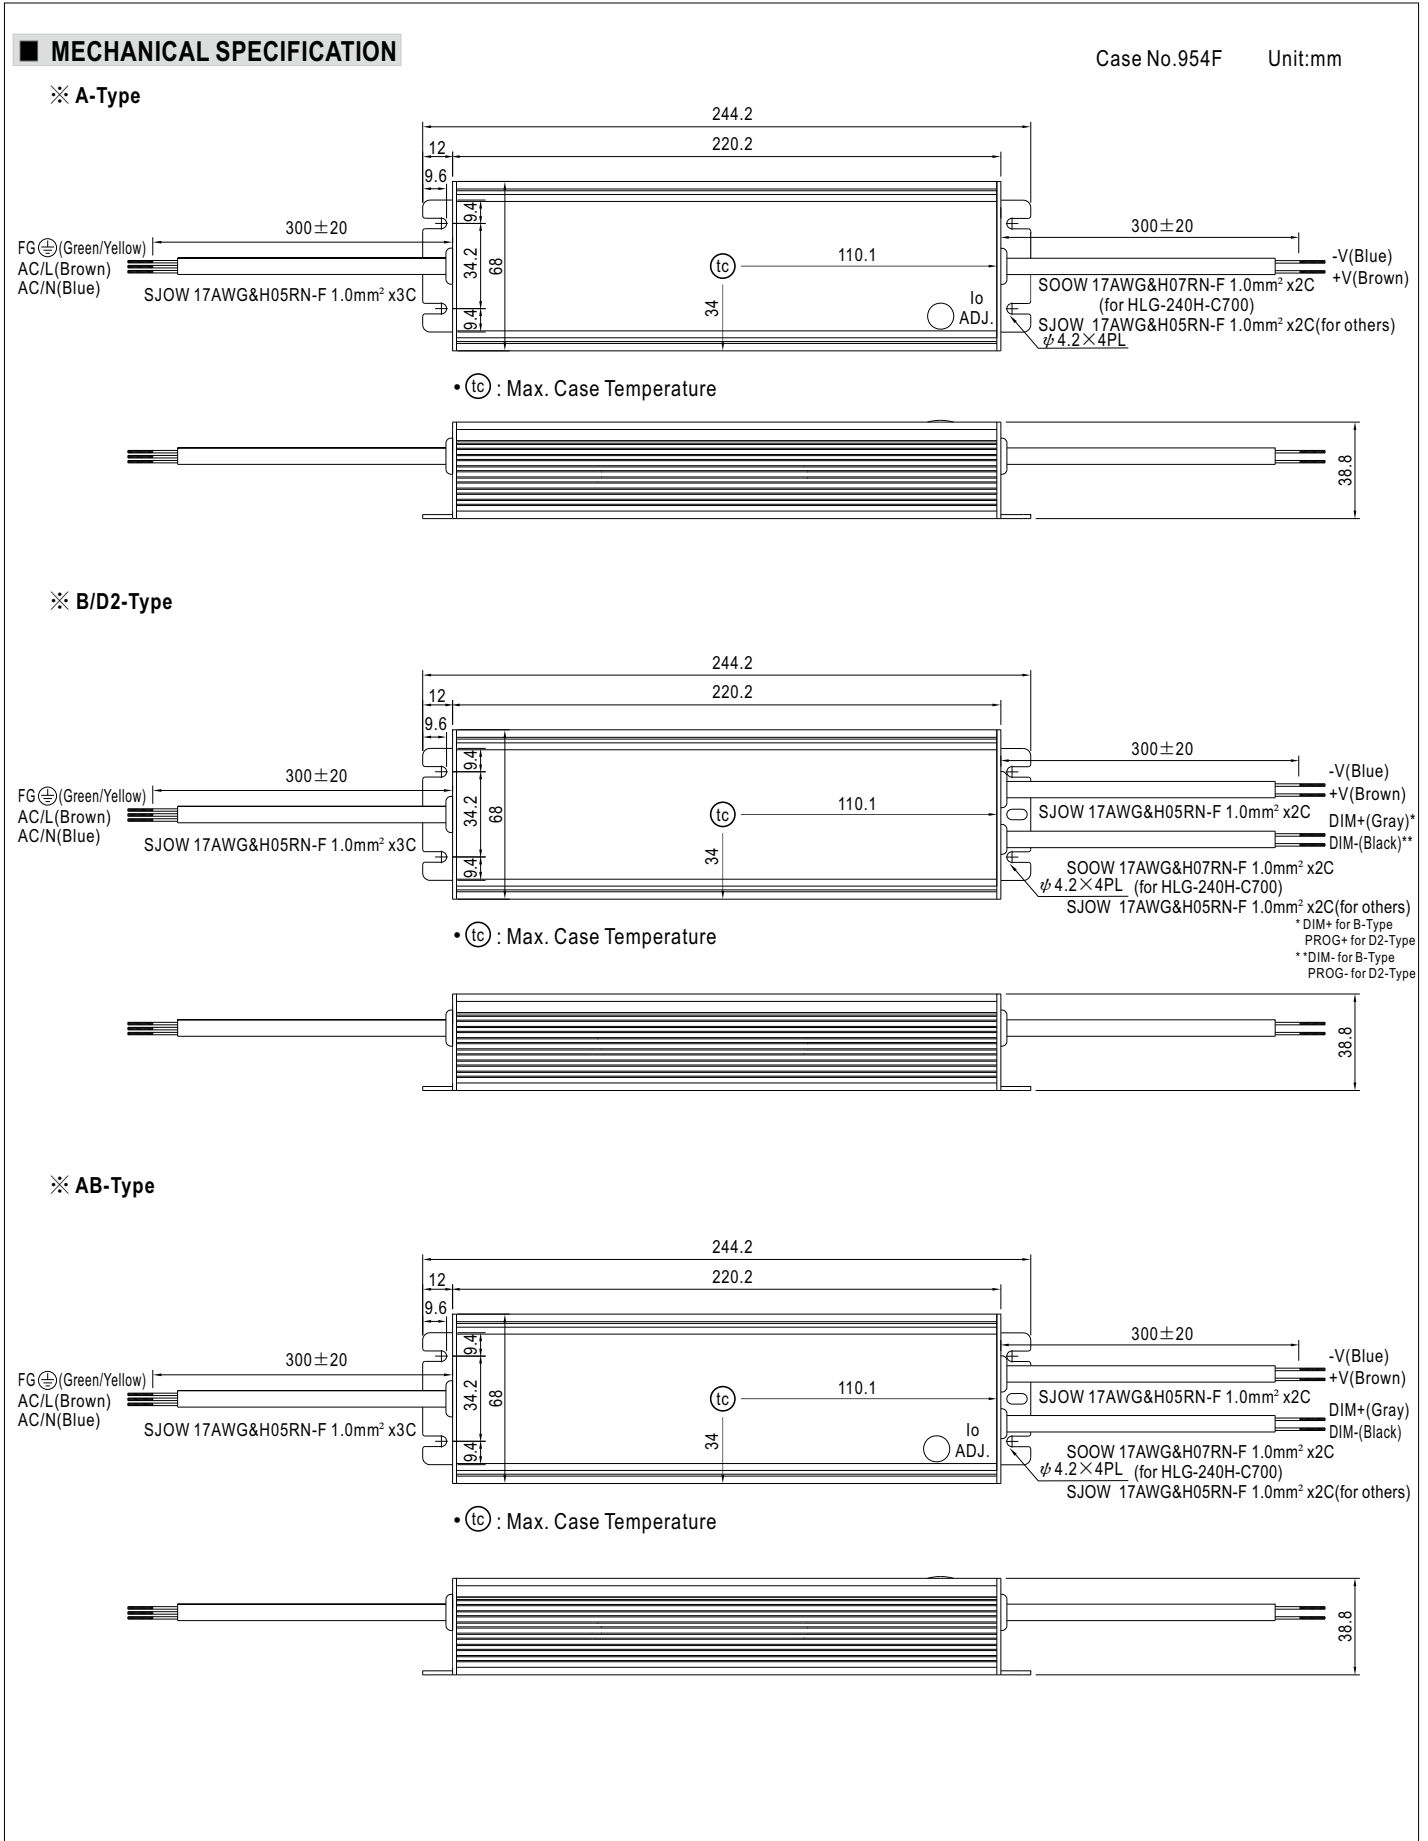 ■ MECHANICAL SPECIFICATION
Case No.954F Unit:mm
※ A-Type
244.2
12 220.2
9.6
9.4
300±20
300±20
FG (Green/Yellow)
AC/L(Brown)
AC/N(Blue)
34.2
68
tc
110.1
-V(Blue)
+V(Brown)
SJOW 17AWG&H05RN-F 1.0mm² x3C
SOOW 17AWG&H07RN-F 1.0mm² x2C
(for HLG-240H-C700)
SJOW 17AWG&H05RN-F 1.0mm² x2C(for others)
34
Io
ADJ.
9.4
ψ4.2×4PL
• tc : Max. Case Temperature
38.8
※ B/D2-Type
244.2
12 220.2
9.6
9.4
300±20
300±20
FG (Green/Yellow)
AC/L(Brown)
AC/N(Blue)
34.2
68
tc
110.1
-V(Blue)
+V(Brown)
SJOW 17AWG&H05RN-F 1.0mm² x2C
DIM+(Gray)*
DIM-(Black)**
SJOW 17AWG&H05RN-F 1.0mm² x3C
34
9.4
SOOW 17AWG&H07RN-F 1.0mm² x2C
ψ4.2×4PL (for HLG-240H-C700)
SJOW 17AWG&H05RN-F 1.0mm² x2C(for others)
* DIM+ for B-Type
PROG+ for D2-Type
* *DIM- for B-Type
PROG- for D2-Type
• tc : Max. Case Temperature
38.8
※ AB-Type
244.2
12 220.2
9.6
9.4
300±20
300±20
FG (Green/Yellow)
AC/L(Brown)
AC/N(Blue)
34.2
68
tc
110.1
-V(Blue)
+V(Brown)
SJOW 17AWG&H05RN-F 1.0mm² x2C
DIM+(Gray)
DIM-(Black)
SJOW 17AWG&H05RN-F 1.0mm² x3C
34
Io
ADJ.
9.4
SOOW 17AWG&H07RN-F 1.0mm² x2C
ψ4.2×4PL (for HLG-240H-C700)
SJOW 17AWG&H05RN-F 1.0mm² x2C(for others)
• tc : Max. Case Temperature
38.8